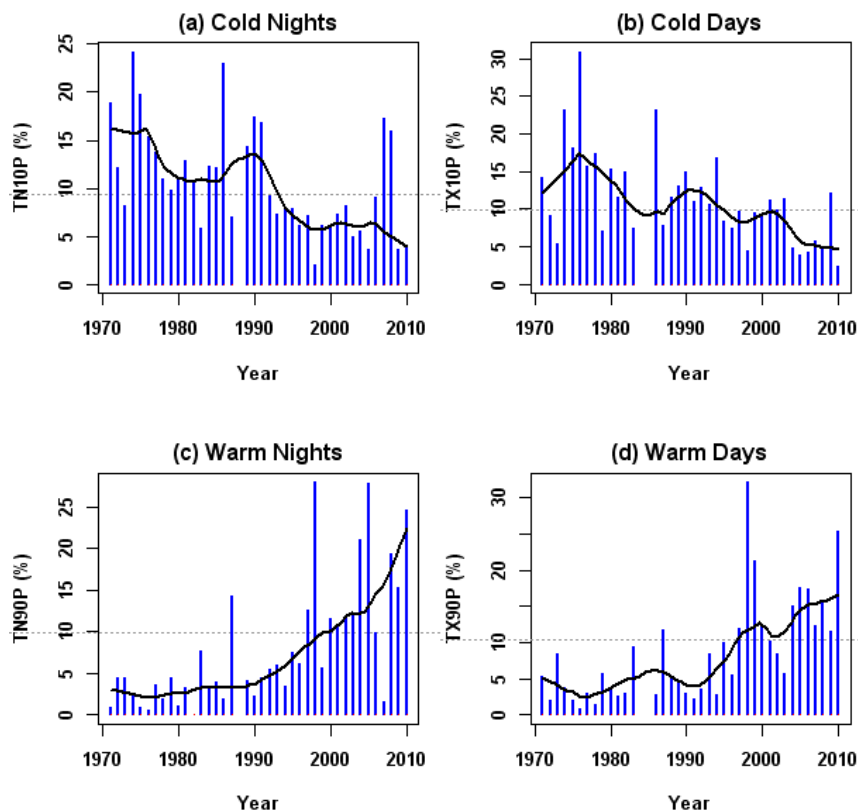 (a) Cold Nights
TN10P (%)
25
20
15
10
5
0
1970 1980 1990 2000 2010
Year
(b) Cold Days
TX10P (%)
30
25
20
15
10
5
0
1970 1980 1990 2000 2010
Year
(c) Warm Nights
TN90P (%)
25
20
15
10
5
0
1970 1980 1990 2000 2010
Year
(d) Warm Days
TX90P (%)
30
20
10
5
0
1970 1980 1990 2000 2010
Year